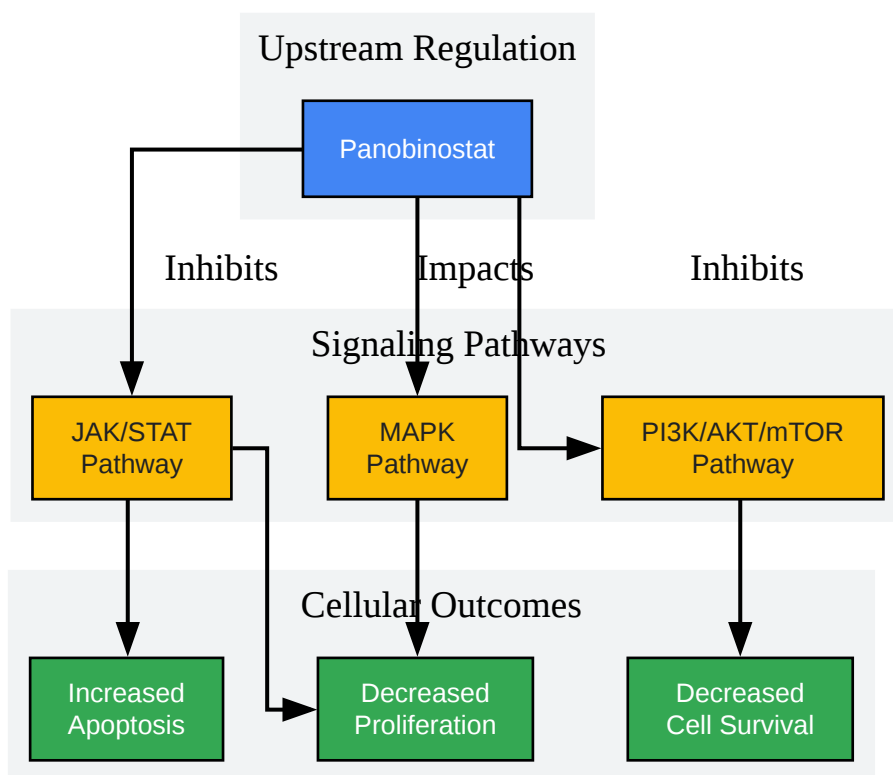 Upstream Regulation
Panobinostat
Inhibits
Impacts
Inhibits
Signaling Pathways
JAK/STAT
Pathway
MAPK
Pathway
PI3K/AKT/mTOR
Pathway
Cellular Outcomes
Increased
Apoptosis
Decreased
Proliferation
Decreased
Cell Survival